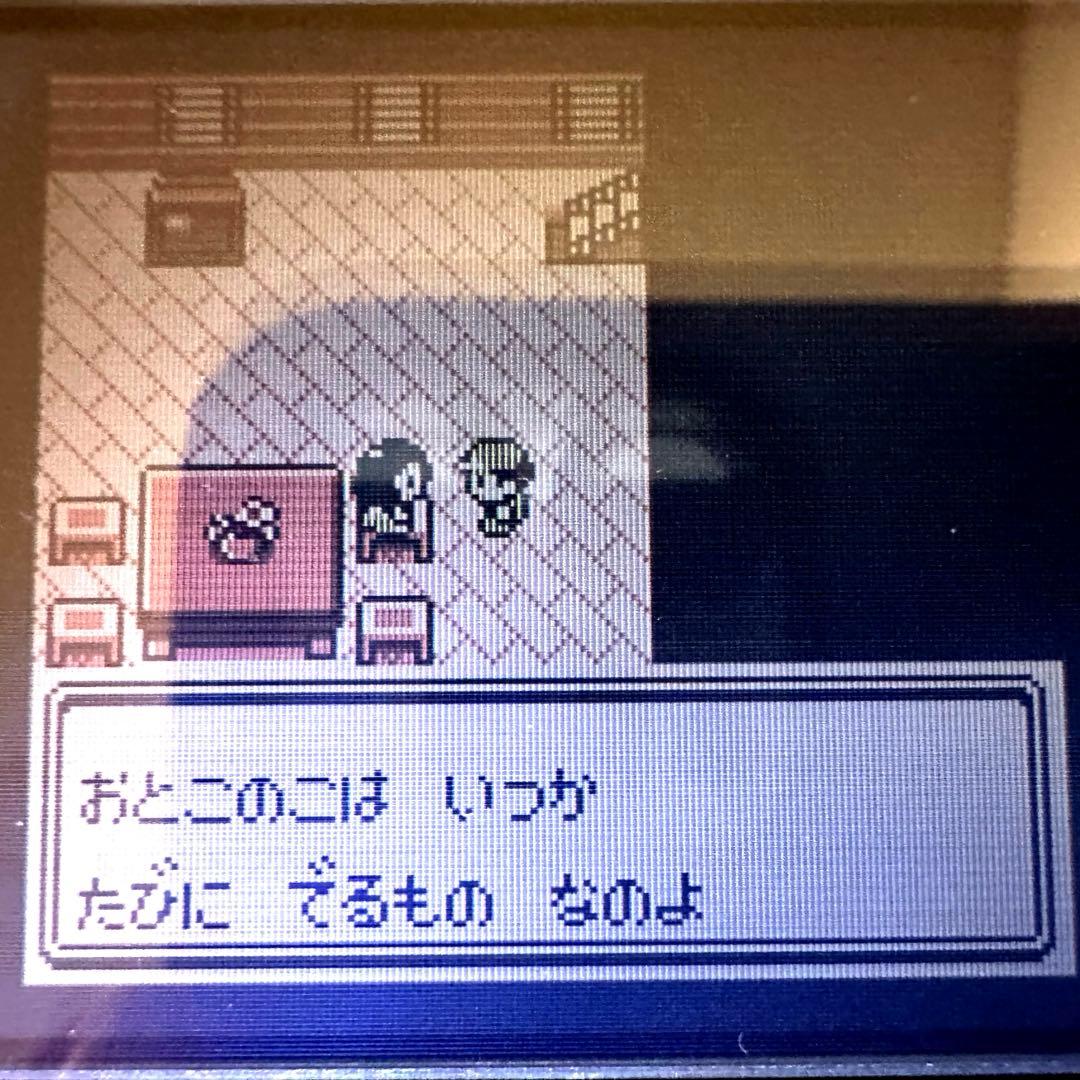 おとこのこは　いつか
たびに　でるもの　なのよ